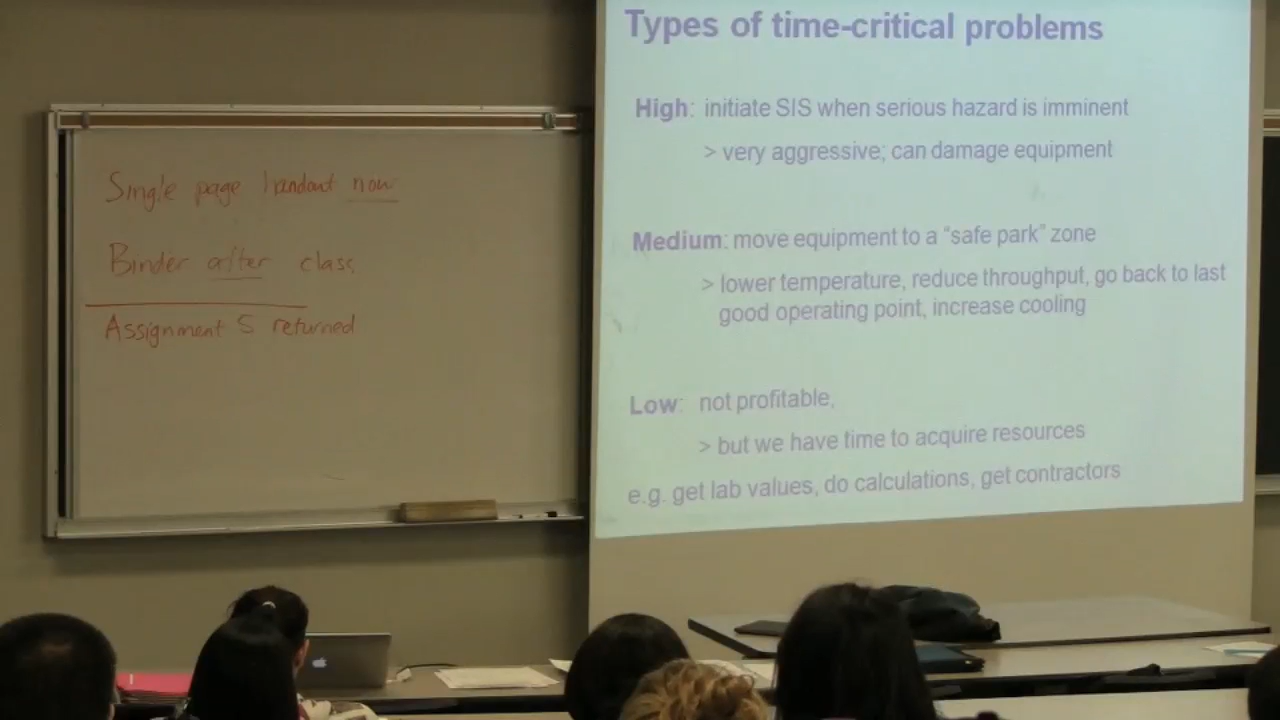 Single page handout now
Binder after class
Assignment 5 returned
Types of time-critical problems
High: initiate SIS when serious hazard is imminent
> very aggressive; can damage equipment
Medium: move equipment to a “safe park” zone
> lower temperature, reduce throughput, go back to last
good operating point, increase cooling
Low: not profitable,
> but we have time to acquire resources
e.g. get lab values, do calculations, get contractors